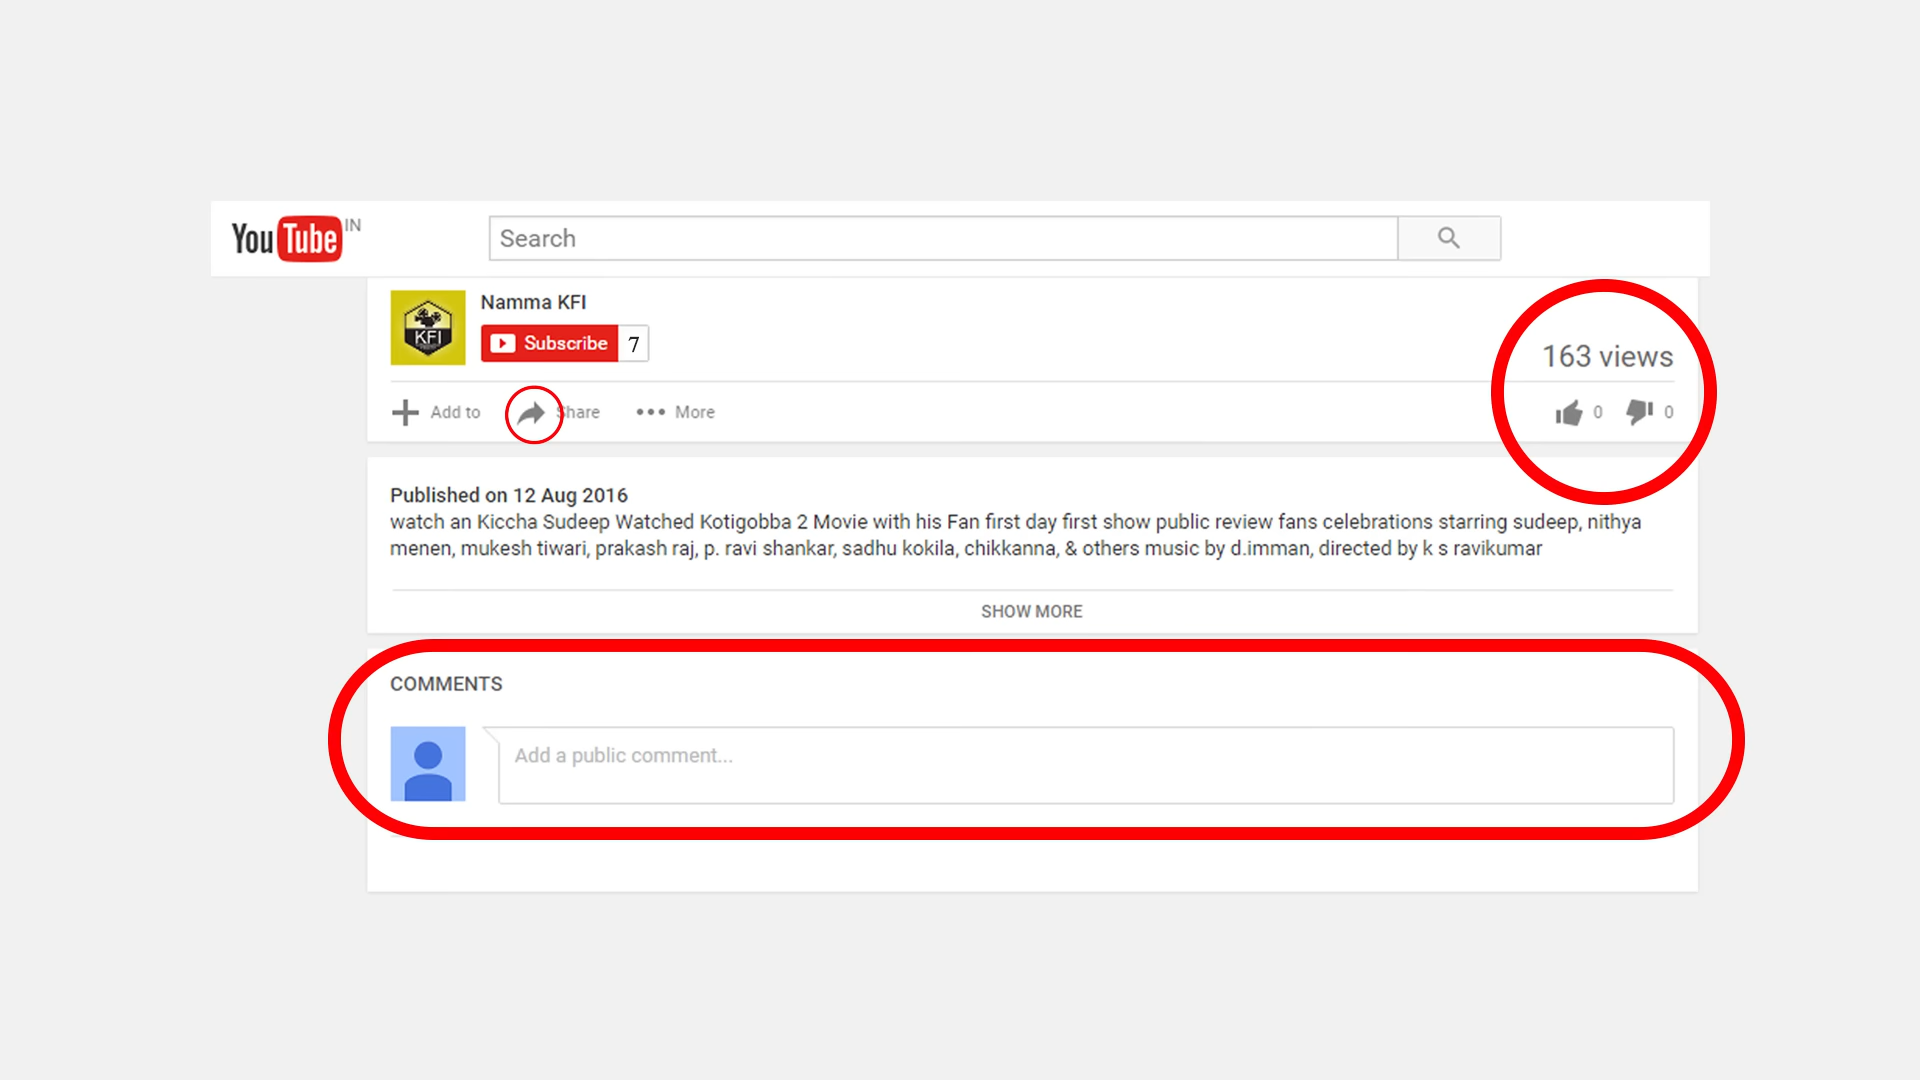 YouTube IN
Search
Namma KFI
KFI
Subscribe 7
163 views
Add to Share More
0 0
Published on 12 Aug 2016
watch an Kiccha Sudeep Watched Kotigobba 2 Movie with his Fan first day first show public review fans celebrations starring sudeep, nithya
menen, mukesh tiwari, prakash raj, p. ravi shankar, sadhu kokila, chikkanna, & others music by d.imman, directed by k s ravikumar
SHOW MORE
COMMENTS
Add a public comment...